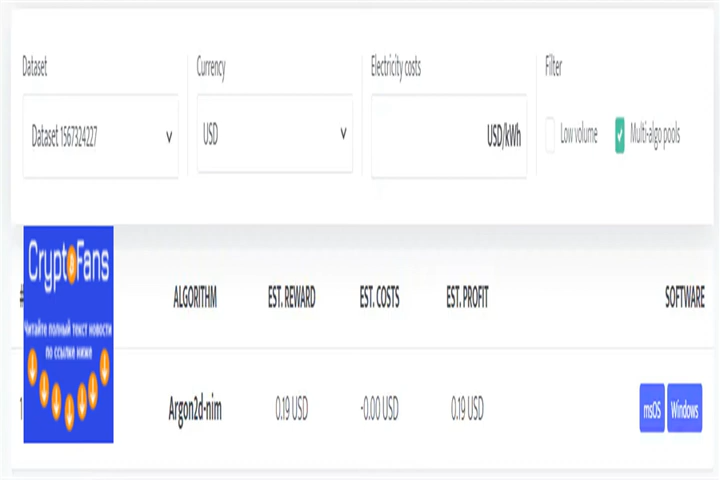 Dataset
Currency
Electricity costs
Filter
Dataset 1567324227
USD
USD/kWh
Low volume
Multi-algo pools
CryptoFans
Читайте полный текст новости
по ссылке ниже
#
ALGORITHM
EST. REWARD
EST. COSTS
EST. PROFIT
SOFTWARE
1
Argon2d-nim
0.19 USD
-0.00 USD
0.19 USD
msOS
Windows